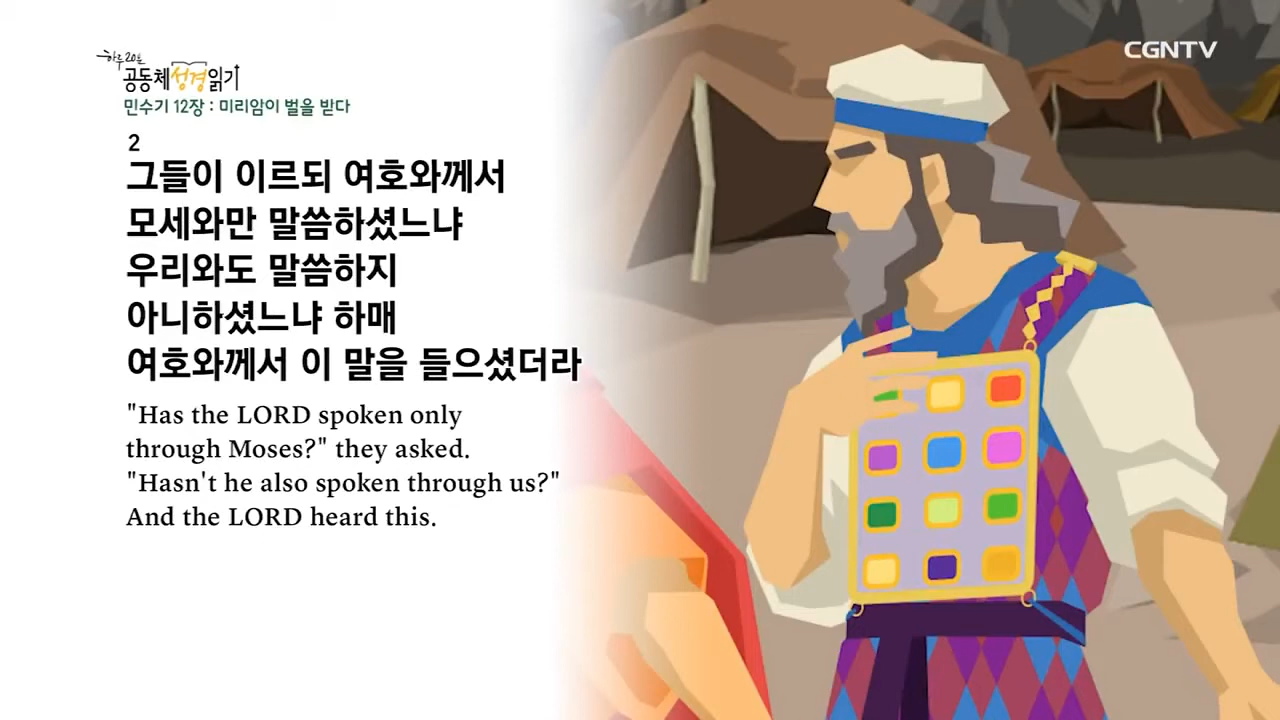 하루 20분
공동체성경읽기
민수기 12장 : 미리암이 벌을 받다
2
그들이 이르되 여호와께서
모세와만 말씀하셨느냐
우리와도 말씀하지
아니하셨느냐 하매
여호와께서 이 말을 들으셨더라
"Has the LORD spoken only
through Moses?" they asked.
"Hasn't he also spoken through us?"
And the LORD heard this.
CGNTV